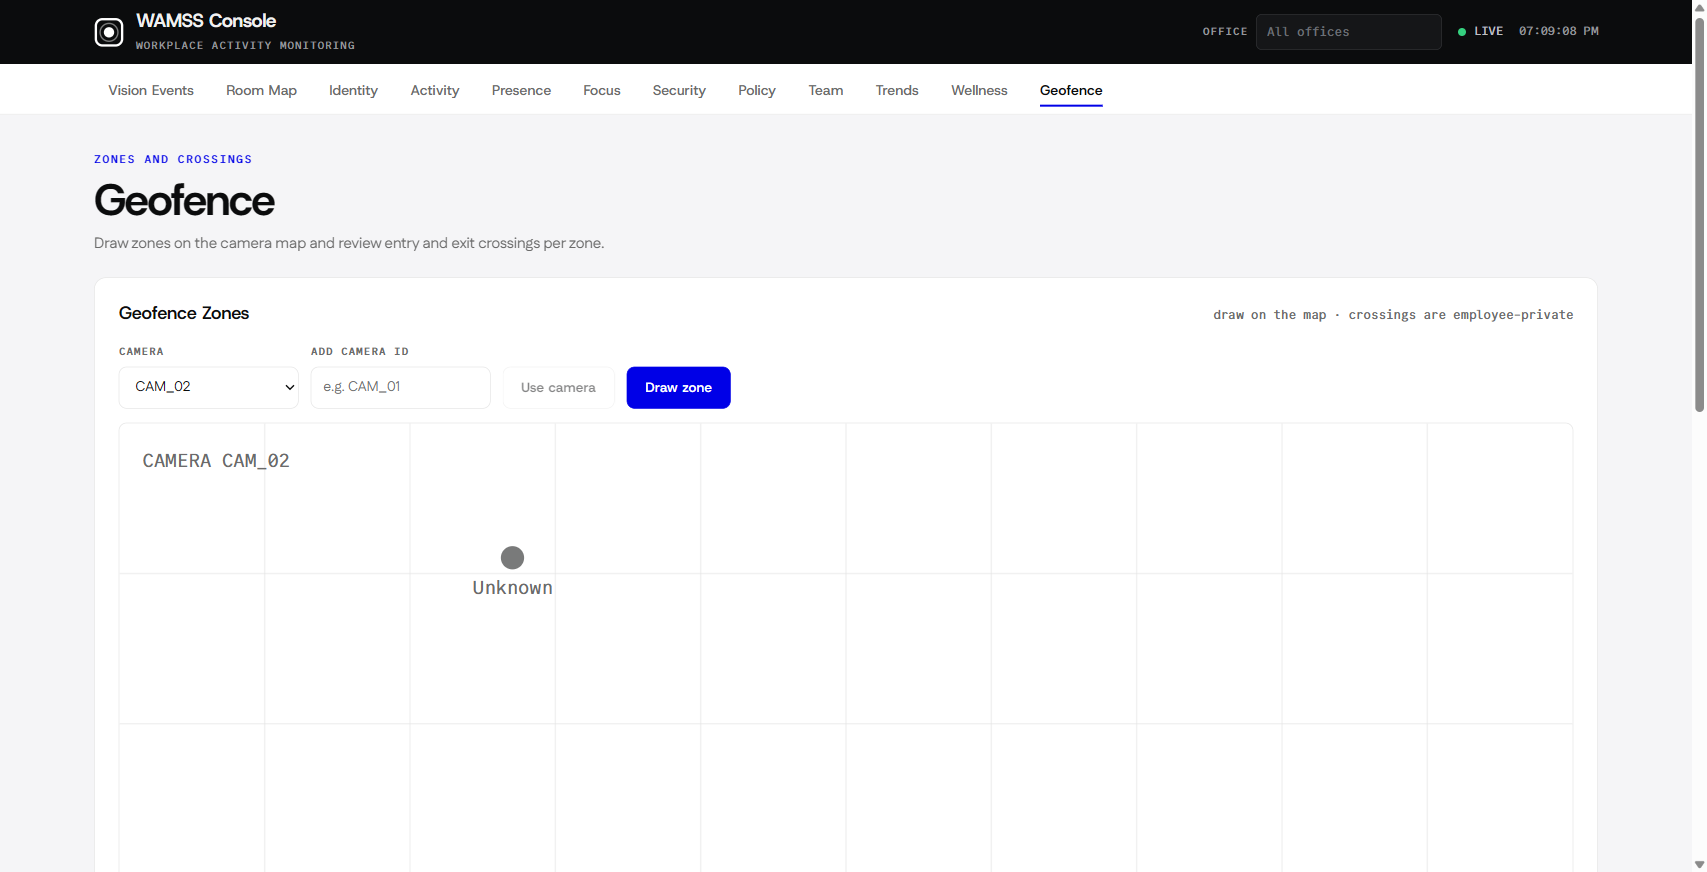 WAMSS Console
WORKPLACE ACTIVITY MONITORING
OFFICE All offices LIVE 07:09:08 PM
Vision Events Room Map Identity Activity Presence Focus Security Policy Team Trends Wellness Geofence
ZONES AND CROSSINGS
Geofence
Draw zones on the camera map and review entry and exit crossings per zone.
Geofence Zones
draw on the map · crossings are employee-private
CAMERA ADD CAMERA ID
CAM_02 e.g. CAM_01 Use camera Draw zone
CAMERA CAM_02
Unknown